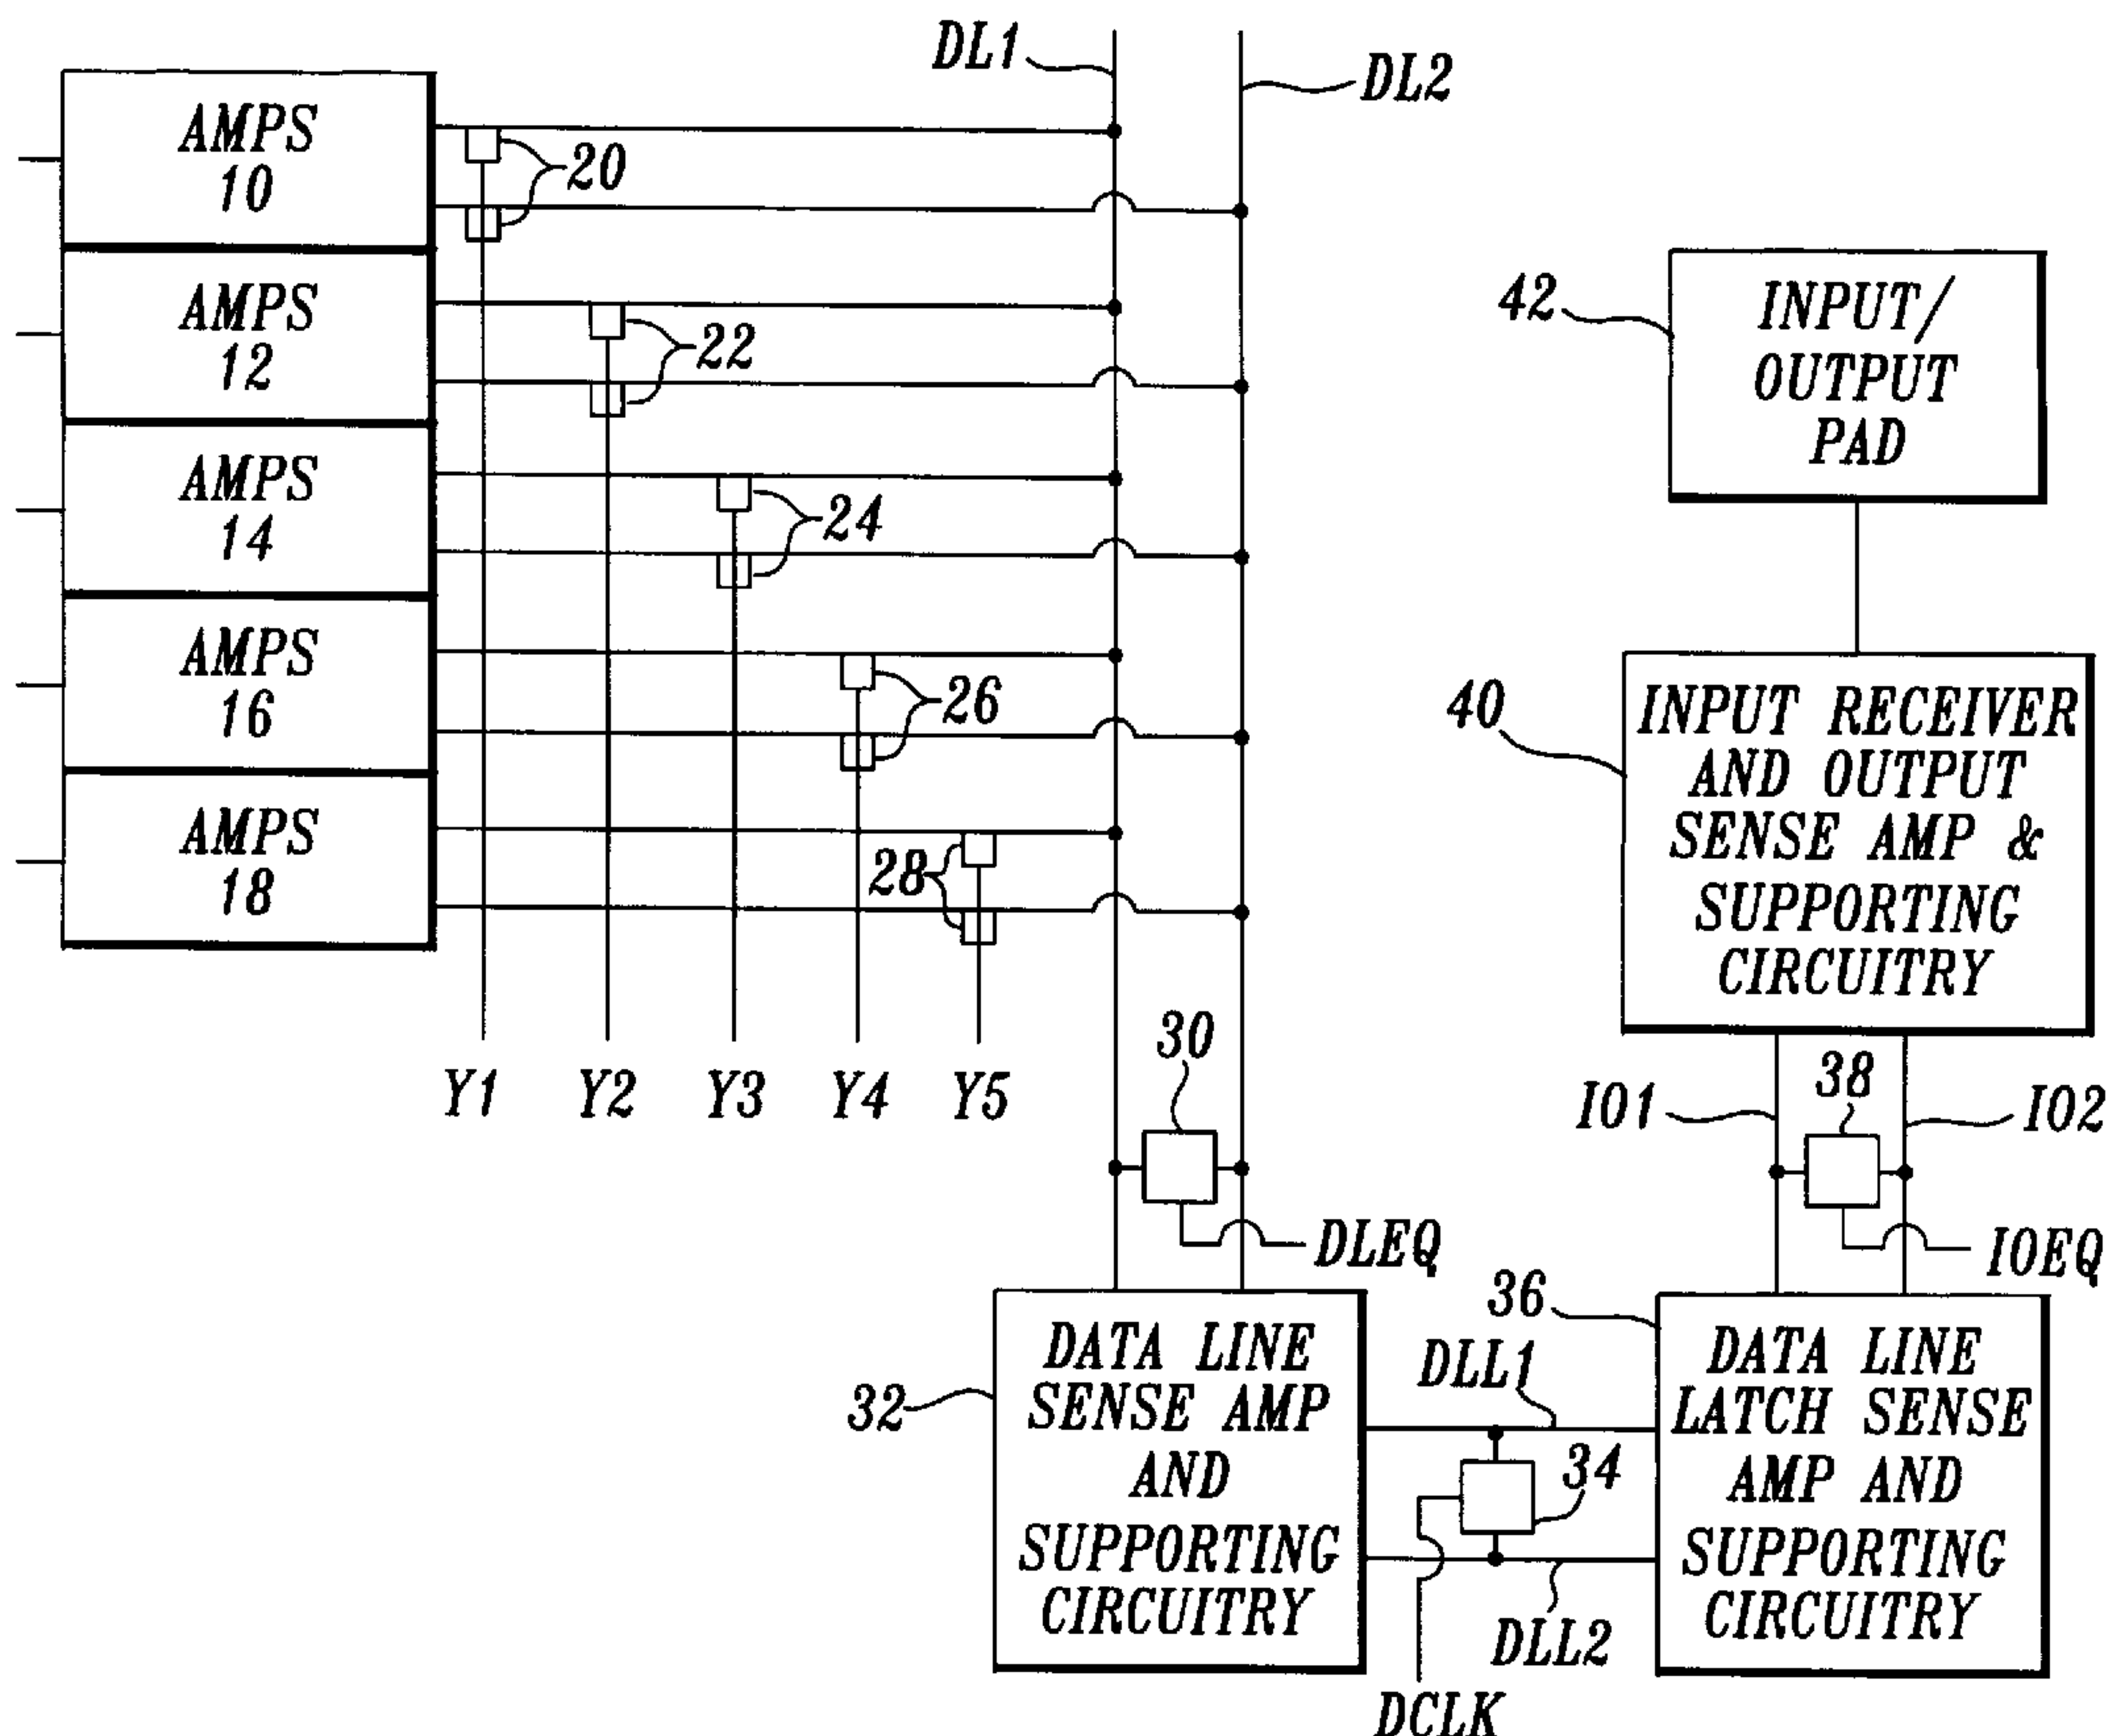 DL1
DL2
AMPS
10
20
AMPS
12
22
AMPS
14
24
AMPS
16
26
AMPS
18
28
Y1 Y2 Y3 Y4 Y5
42
INPUT/
OUTPUT
PAD
40
INPUT RECEIVER
AND OUTPUT
SENSE AMP &
SUPPORTING
CIRCUITRY
30
DLEQ
IO1
38
IO2
IOEQ
32
DATA LINE
SENSE AMP
AND
SUPPORTING
CIRCUITRY
DLL1
34
DLL2
DCLK
36
DATA LINE
LATCH SENSE
AMP AND
SUPPORTING
CIRCUITRY